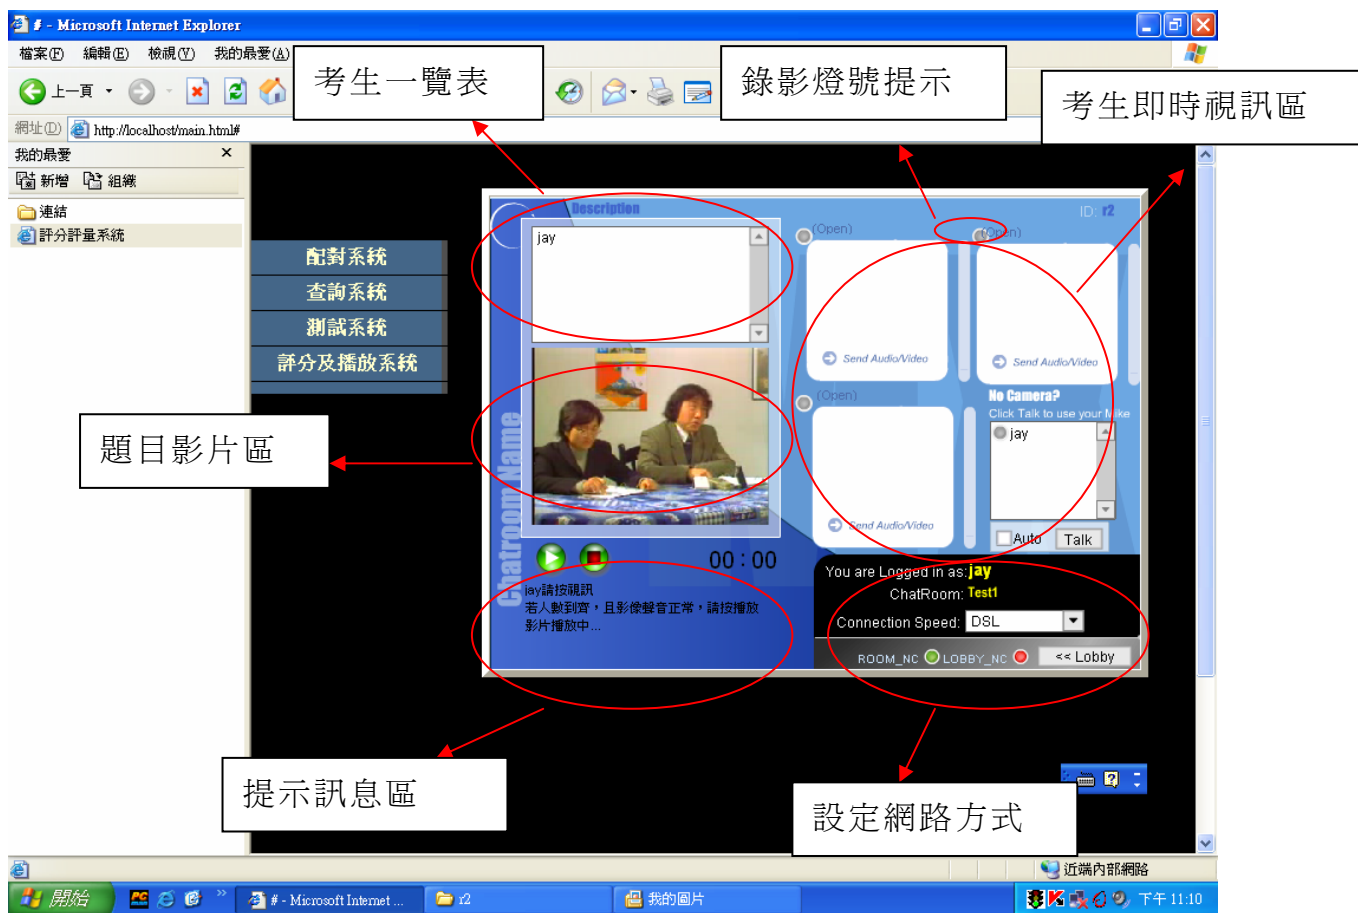 # - Microsoft Internet Explorer
檔案(F) 編輯(E) 檢視(V) 我的最愛(A)
考生一覽表
錄影燈號提示
考生即時視訊區
上一頁
網址(D) http://localhost/main.html#
我的最愛 ×
新增 組織
連結
評分評量系統
配對系統
查詢系統
測試系統
評分及播放系統
Description
ID: r2
jay
(Open)
(Open)
Send Audio/Video
Send Audio/Video
(Open)
Send Audio/Video
No Camera?
Click Talk to use your Mike
jay
Auto Talk
Chatroom Name
題目影片區
00:00
jay請按視訊
若人數到齊，且影像聲音正常，請按播放
影片播放中...
You are Logged in as: jay
ChatRoom: Test1
Connection Speed: DSL
ROOM_NC LOBBY_NC << Lobby
提示訊息區
設定網路方式
近端內部網路
開始 # - Microsoft Internet ... r2 我的圖片 下午 11:10